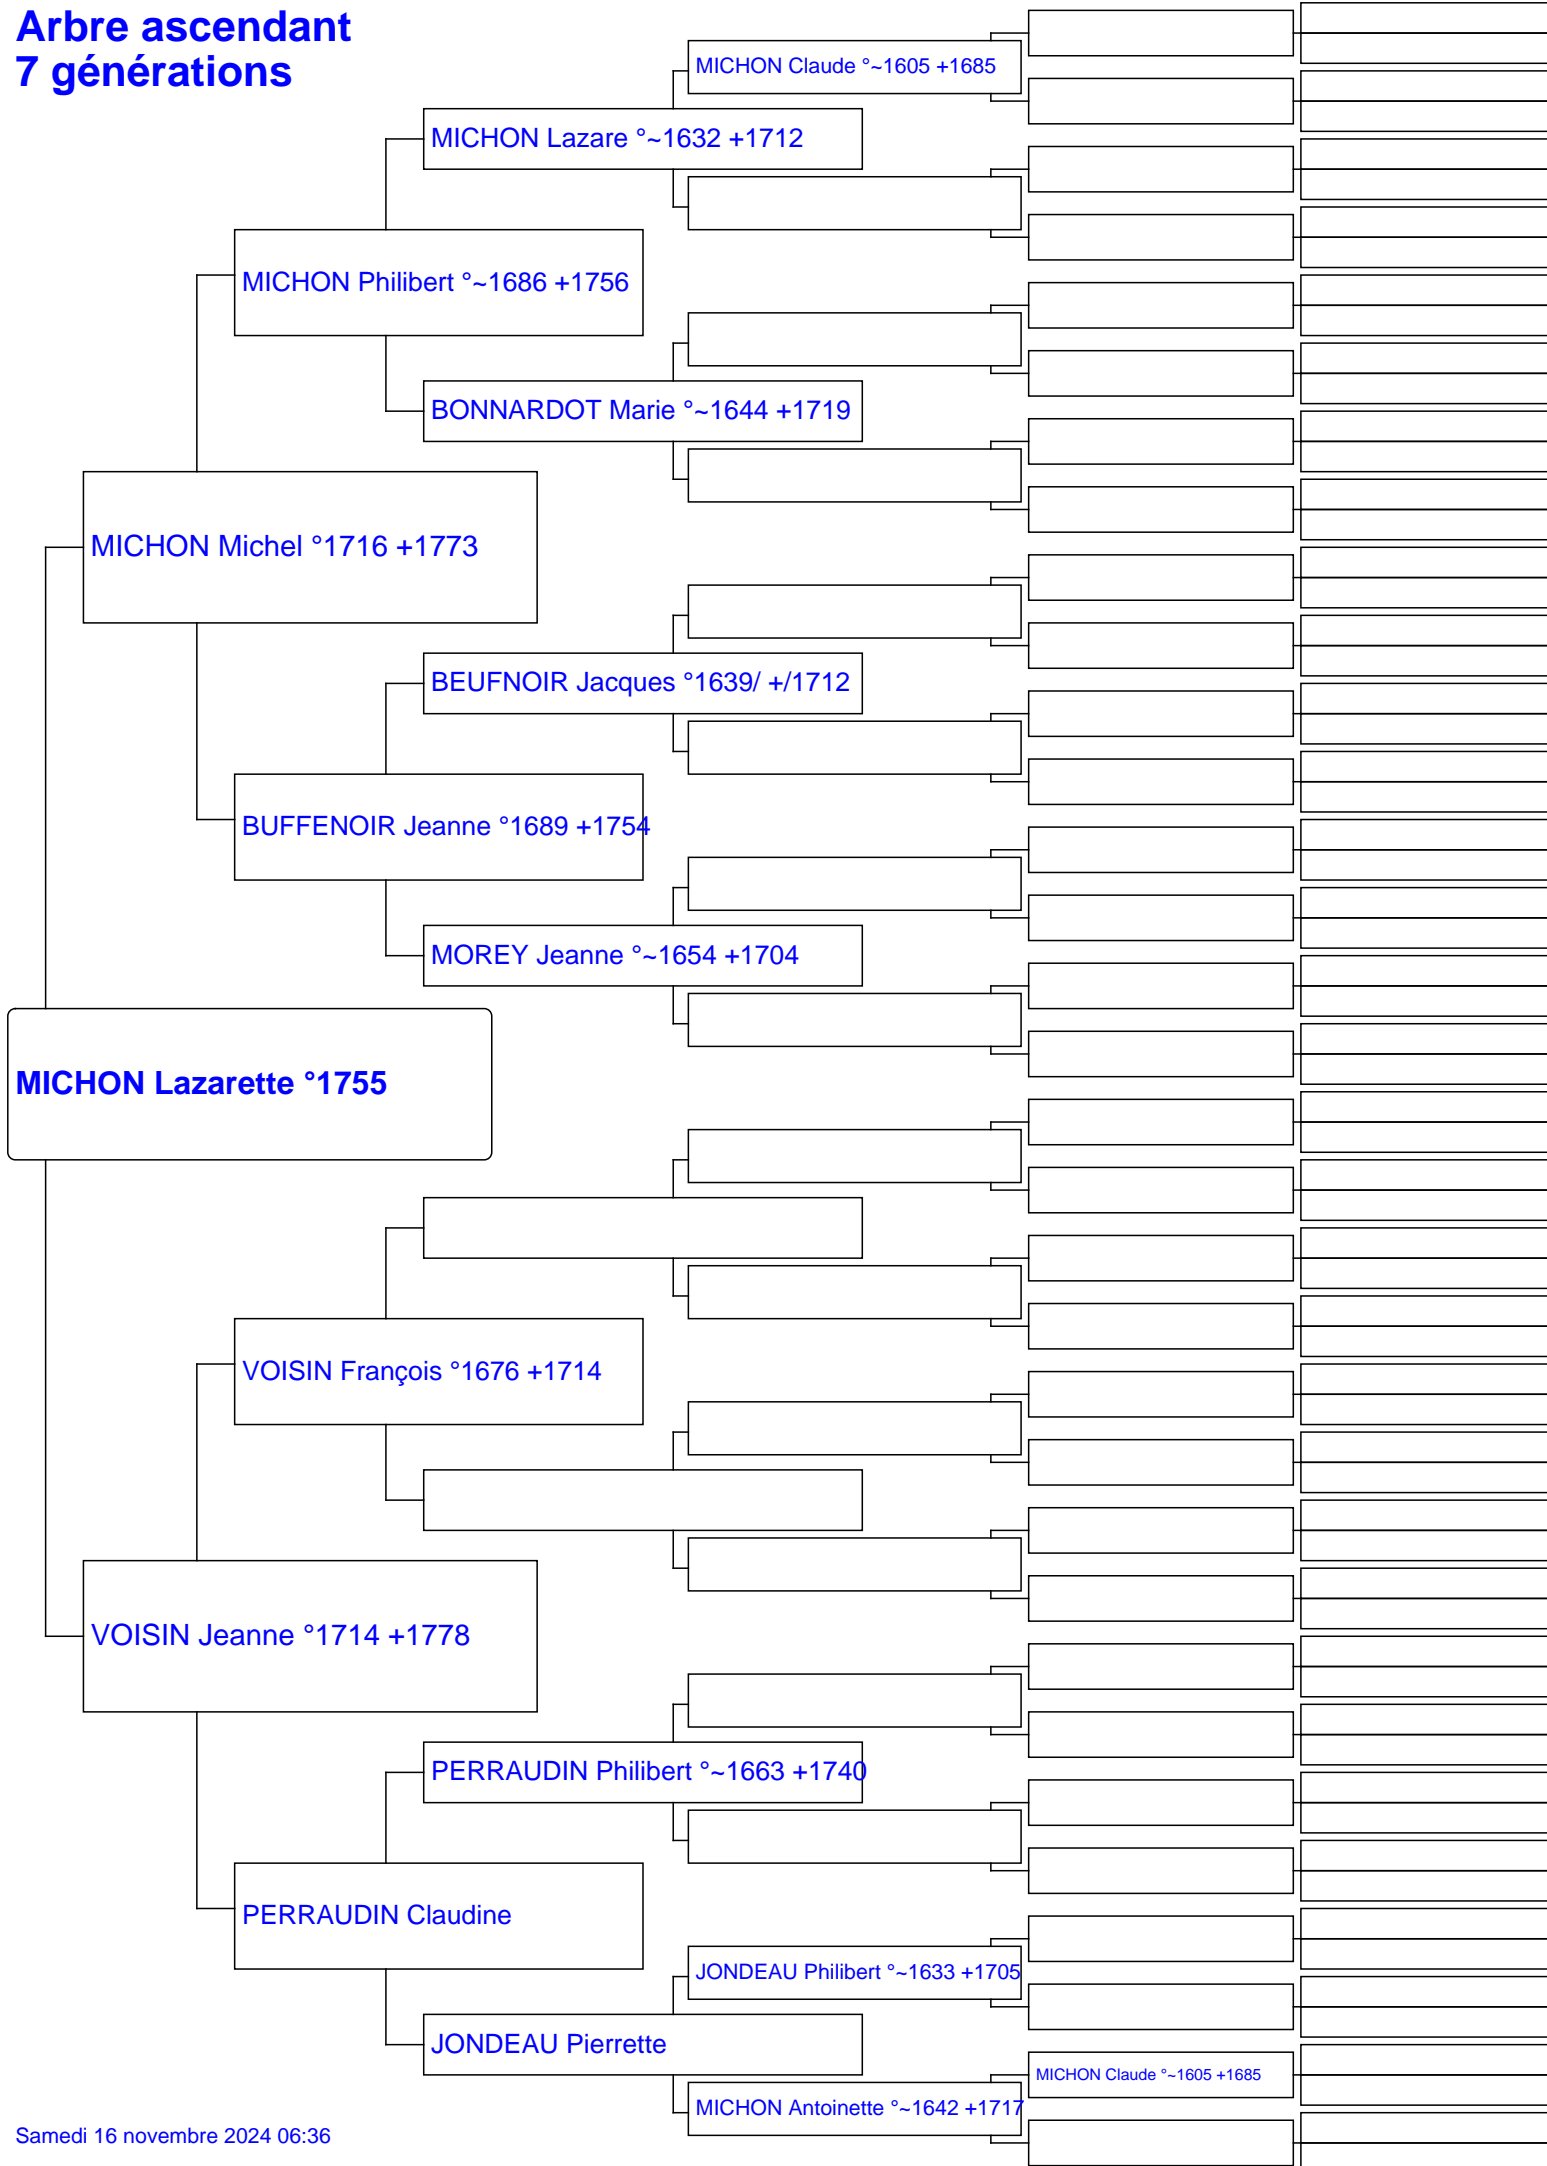 Arbre ascendant
7 générations
MICHON Claude °~1605 +1685
MICHON Lazare °~1632 +1712
MICHON Philibert °~1686 +1756
BONNARDOT Marie °~1644 +1719
MICHON Michel °1716 +1773
BEUFNOIR Jacques °1639/ +/1712
BUFFENOIR Jeanne °1689 +1754
MOREY Jeanne °~1654 +1704
MICHON Lazarette °1755
VOISIN François °1676 +1714
VOISIN Jeanne °1714 +1778
PERRAUDIN Philibert °~1663 +1740
PERRAUDIN Claudine
JONDEAU Philibert °~1633 +1705
JONDEAU Pierrette
MICHON Claude °~1605 +1685
MICHON Antoinette °~1642 +1717
Samedi 16 novembre 2024 06:36